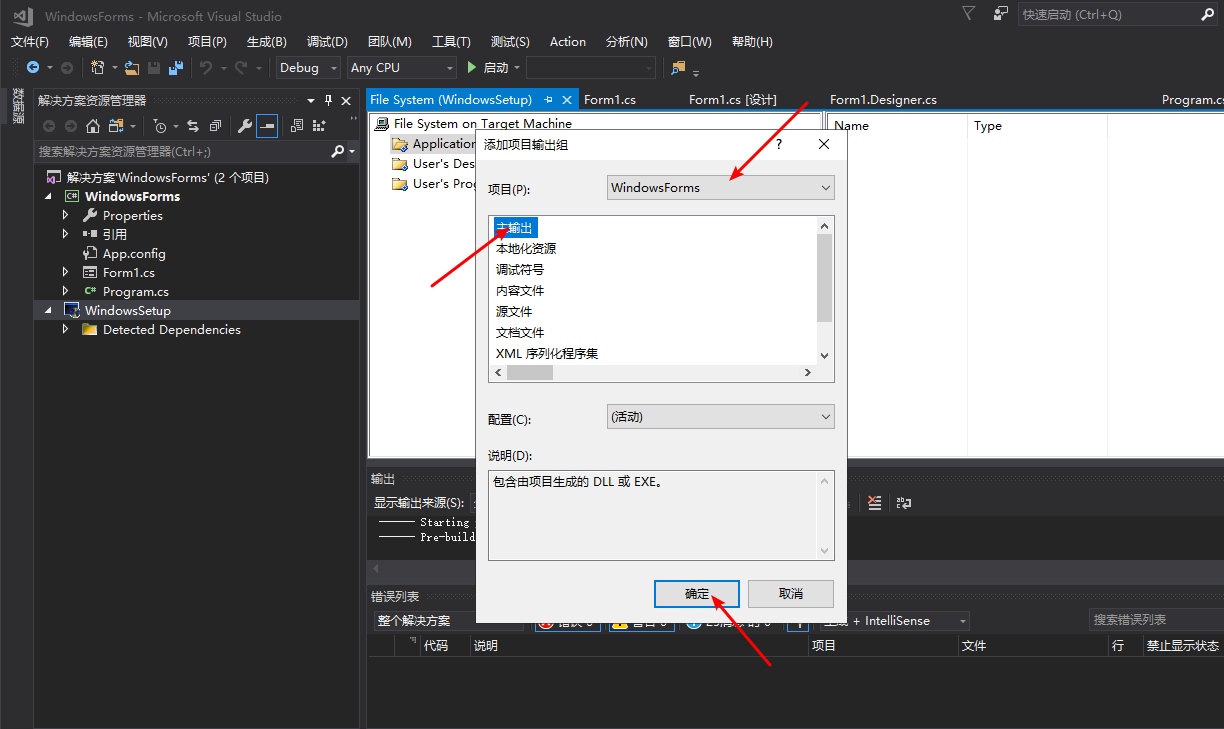 WindowsForms - Microsoft Visual Studio
快速启动 (Ctrl+Q)
文件(F) 编辑(E) 视图(V) 项目(P) 生成(B) 调试(D) 团队(M) 工具(T) 测试(S) Action 分析(N) 窗口(W) 帮助(H)
Debug Any CPU 启动
数据源
解决方案资源管理器
搜索解决方案资源管理器(Ctrl+;)
解决方案'WindowsForms' (2 个项目)
WindowsForms
Properties
引用
App.config
Form1.cs
Program.cs
WindowsSetup
Detected Dependencies
File System (WindowsSetup) Form1.cs Form1.cs [设计] Form1.Designer.cs Program.cs
File System on Target Machine
Application
User's Des
User's Prog
Name Type
添加项目输出组
?
项目(P): WindowsForms
主输出
本地化资源
调试符号
内容文件
源文件
文档文件
XML 序列化程序集
配置(C): (活动)
说明(D):
包含由项目生成的 DLL 或 EXE。
确定 取消
输出
显示输出来源(S):
------ Starting
------ Pre-build
错误列表
整个解决方案
+ IntelliSense
搜索错误列表
代码 说明 项目 文件 行 禁止显示状态